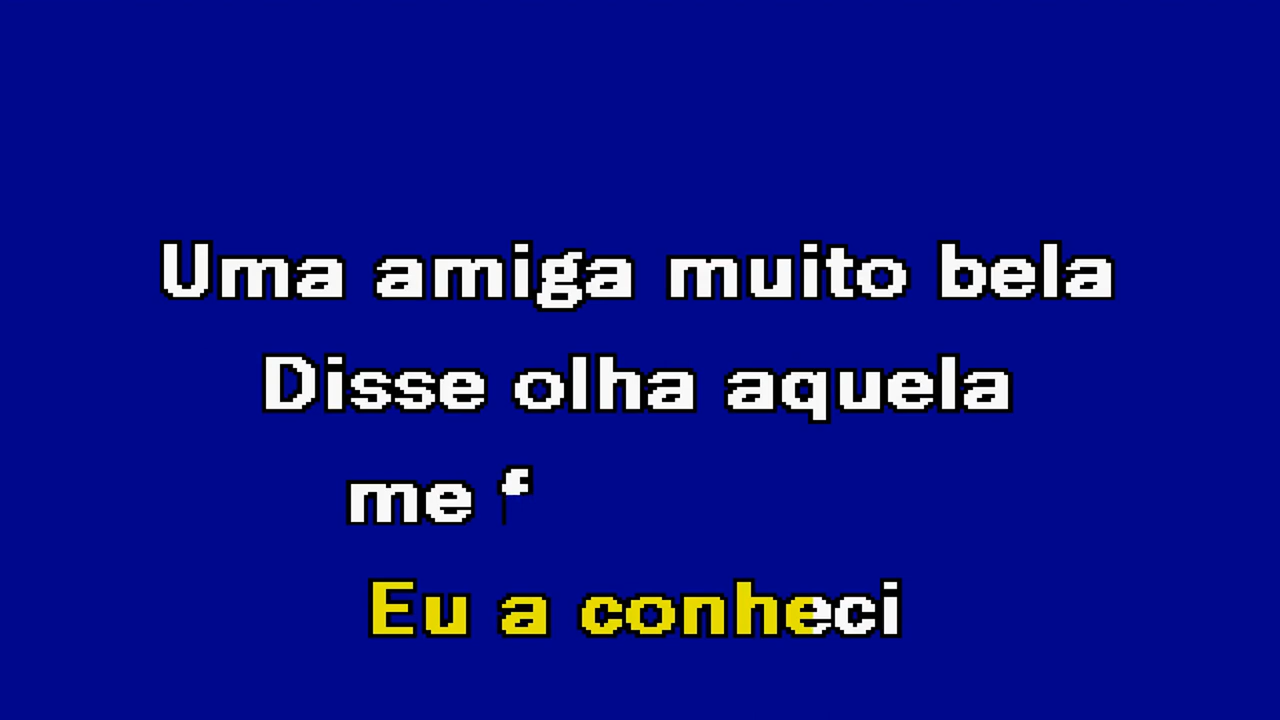 Uma amiga muito bela
Disse olha aquela
me
Eu a conheci